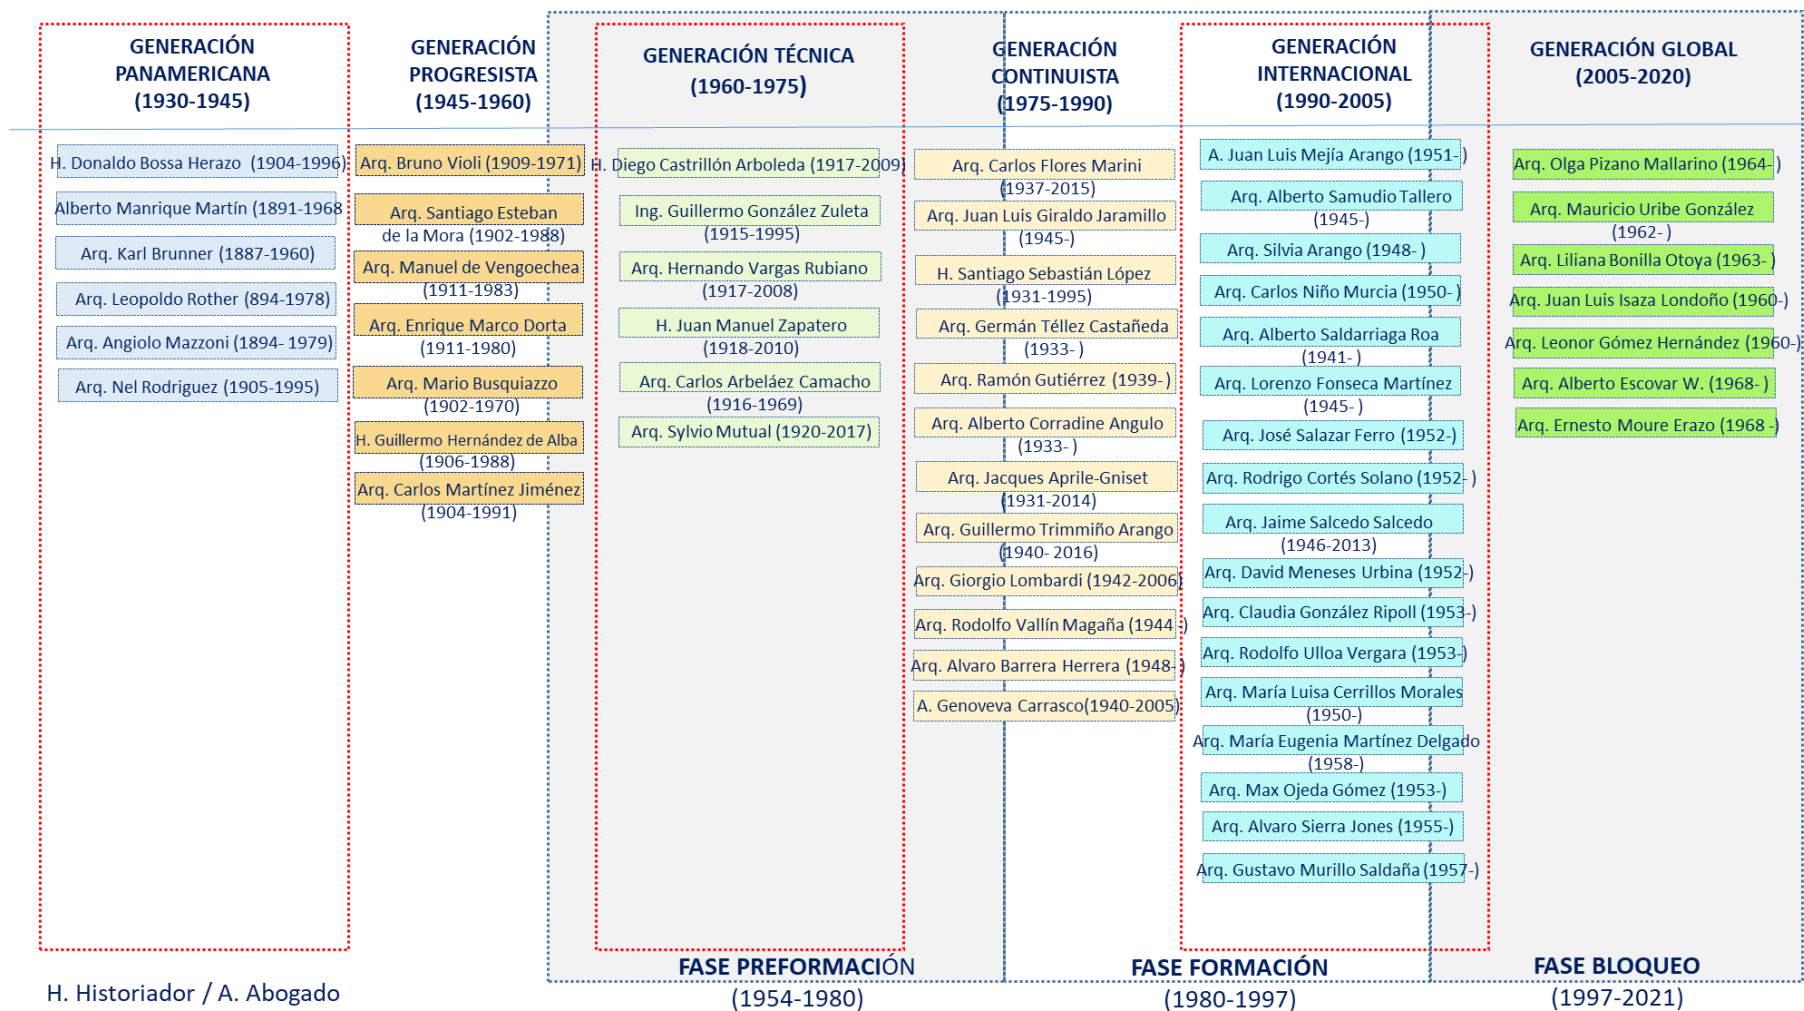 GENERACIÓN
PANAMERICANA
(1930-1945)
H. Donaldo Bossa Herazo (1904-1996)
Alberto Manrique Martín (1891-1968
Arq. Karl Brunner (1887-1960)
Arq. Leopoldo Rother (894-1978)
Arq. Angiolo Mazzoni (1894- 1979)
Arq. Nel Rodriguez (1905-1995)
GENERACIÓN
PROGRESISTA
(1945-1960)
Arq. Bruno Violi (1909-1971)
Arq. Santiago Esteban
de la Mora (1902-1988)
Arq. Manuel de Vengoechea
(1911-1983)
Arq. Enrique Marco Dorta
(1911-1980)
Arq. Mario Busquiazzo
(1902-1970)
H. Guillermo Hernández de Alba
(1906-1988)
Arq. Carlos Martínez Jiménez
(1904-1991)
GENERACIÓN TÉCNICA
(1960-1975)
H. Diego Castrillón Arboleda (1917-2009)
Ing. Guillermo González Zuleta
(1915-1995)
Arq. Hernando Vargas Rubiano
(1917-2008)
H. Juan Manuel Zapatero
(1918-2010)
Arq. Carlos Arbeláez Camacho
(1916-1969)
Arq. Sylvio Mutual (1920-2017)
GENERACIÓN
CONTINUISTA
(1975-1990)
Arq. Carlos Flores Marini
(1937-2015)
Arq. Juan Luis Giraldo Jaramillo
(1945-)
H. Santiago Sebastián López
(1931-1995)
Arq. Germán Téllez Castañeda
(1933- )
Arq. Ramón Gutiérrez (1939-)
Arq. Alberto Corradine Angulo
(1933- )
Arq. Jacques Aprile-Gniset
(1931-2014)
Arq. Guillermo Trimmiño Arango
(1940- 2016)
Arq. Giorgio Lombardi (1942-2006)
Arq. Rodolfo Vallín Magaña (1944 -)
Arq. Alvaro Barrera Herrera (1948- )
A. Genoveva Carrasco(1940-2005)
GENERACIÓN
INTERNACIONAL
(1990-2005)
A. Juan Luis Mejía Arango (1951- )
Arq. Alberto Samudio Tallero
(1945-)
Arq. Silvia Arango (1948- )
Arq. Carlos Niño Murcia (1950- )
Arq. Alberto Saldarriaga Roa
(1941- )
Arq. Lorenzo Fonseca Martínez
(1945- )
Arq. José Salazar Ferro (1952-)
Arq. Rodrigo Cortés Solano (1952- )
Arq. Jaime Salcedo Salcedo
(1946-2013)
Arq. David Meneses Urbina (1952-)
Arq. Claudia González Ripoll (1953-)
Arq. Rodolfo Ulloa Vergara (1953-)
Arq. María Luisa Cerrillos Morales
(1950-)
Arq. María Eugenia Martínez Delgado
(1958-)
Arq. Max Ojeda Gómez (1953-)
Arq. Alvaro Sierra Jones (1955-)
Arq. Gustavo Murillo Saldaña (1957-)
GENERACIÓN GLOBAL
(2005-2020)
Arq. Olga Pizano Mallarino (1964- )
Arq. Mauricio Uribe González
(1962- )
Arq. Liliana Bonilla Otoya (1963- )
Arq. Juan Luis Isaza Londoño (1960-)
Arq. Leonor Gómez Hernández (1960-)
Arq. Alberto Escovar W. (1968- )
Arq. Ernesto Moure Erazo (1968 -)
FASE PREFORMACIÓN
(1954-1980)
FASE FORMACIÓN
(1980-1997)
FASE BLOQUEO
(1997-2021)
H. Historiador / A. Abogado